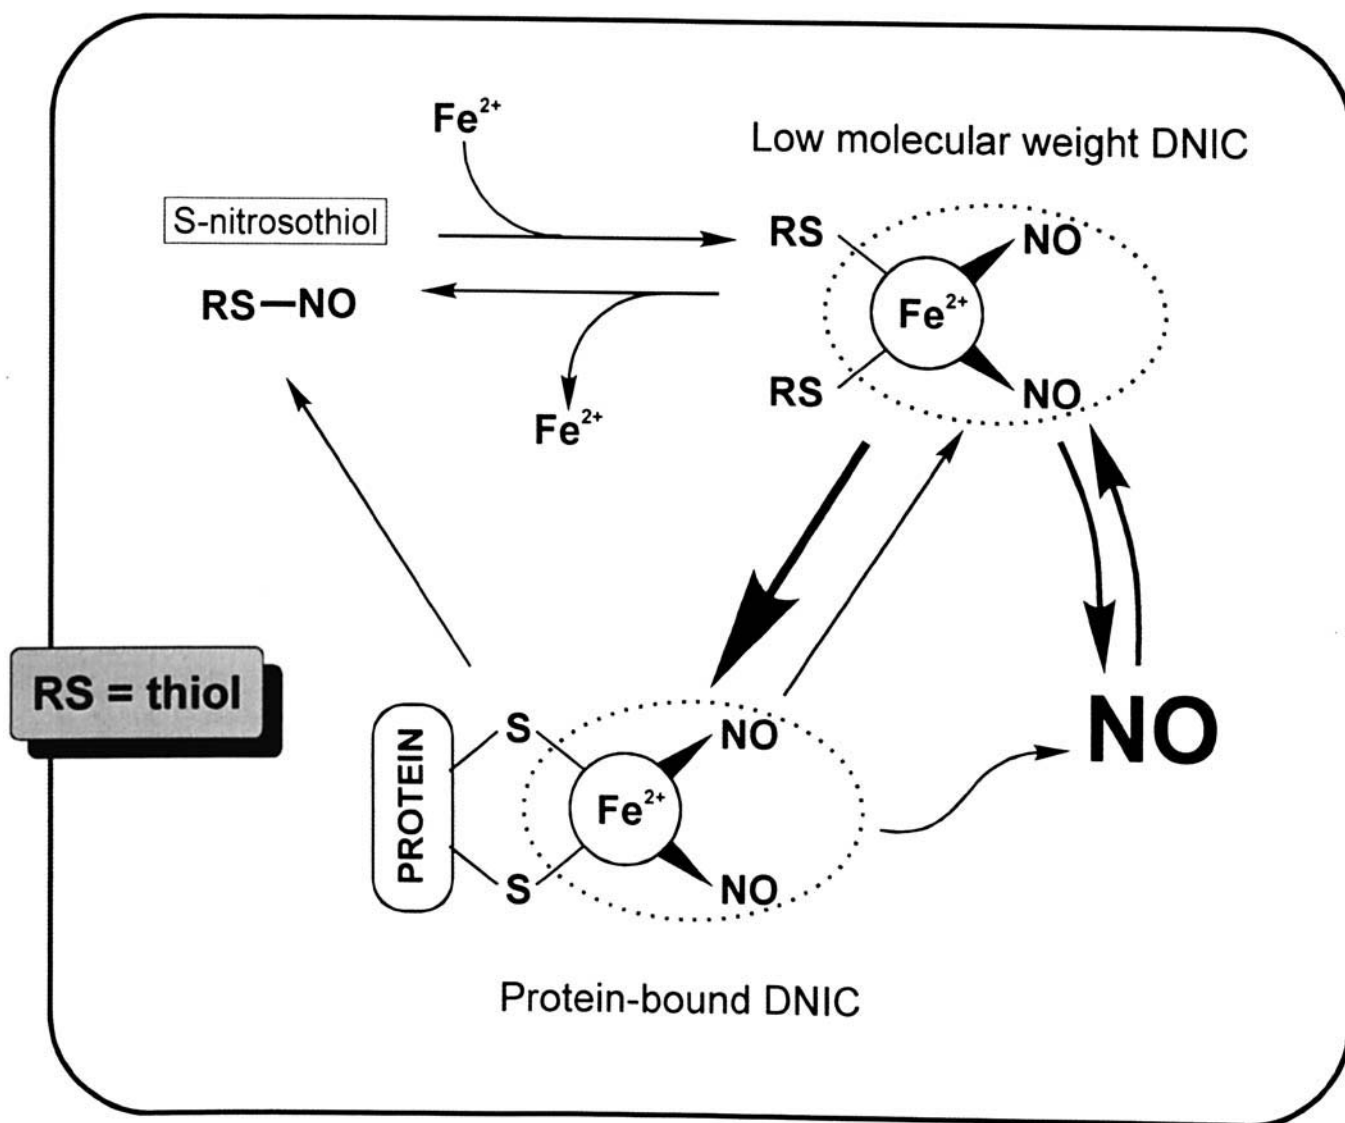 Fe²⁺
Low molecular weight DNIC
S-nitrosothiol
RS
NO
Fe²⁺
RS—NO
RS
NO
Fe²⁺
RS = thiol
PROTEIN
S
NO
Fe²⁺
NO
S
NO
Protein-bound DNIC